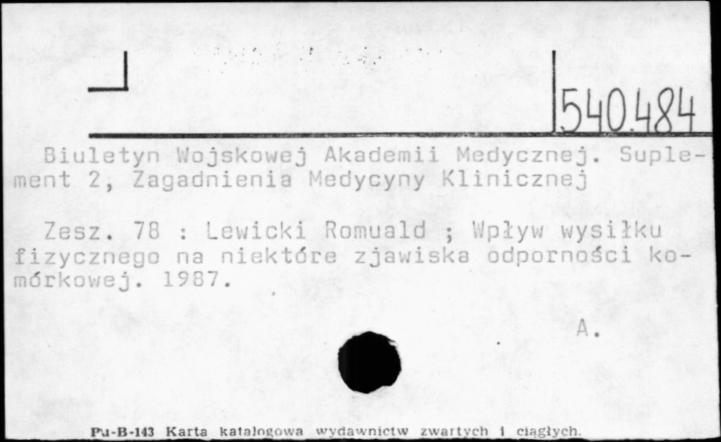 540.484
Biuletyn Wojskowej Akademii Medycznej. Suple-
ment 2, Zagadnienia Medycyny Klinicznej
Zesz. 78 : Lewicki Romuald ; Wpływ wysiłku
fizycznego na niektóre zjawiska odporności ko-
mórkowej. 1987.
A.
Pu-B-143 Karta katalogowa wydawnictw zwartych i ciągłych.